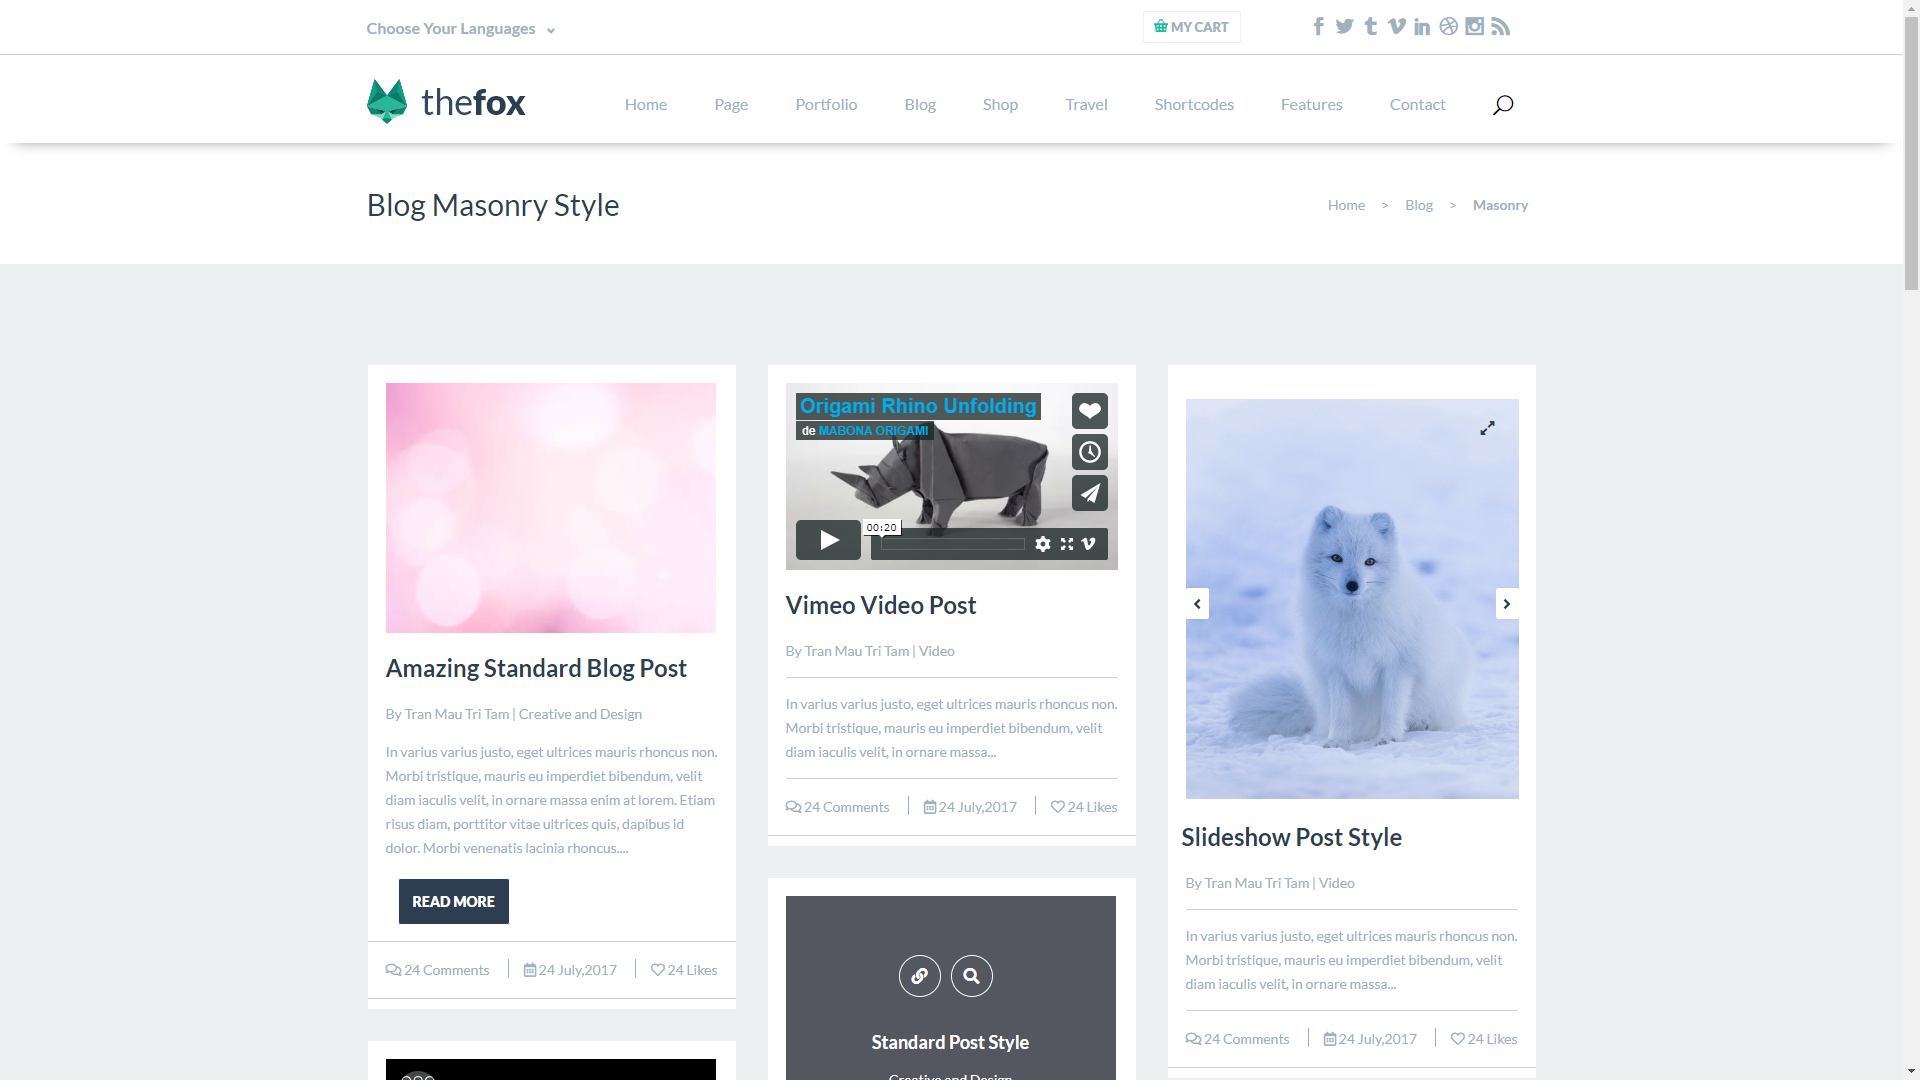 Choose Your Languages
MY CART
thefox
Home
Page
Portfolio
Blog
Shop
Travel
Shortcodes
Features
Contact
Blog Masonry Style
Home > Blog > Masonry
Amazing Standard Blog Post
By Tran Mau Tri Tam | Creative and Design
In varius varius justo, eget ultrices mauris rhoncus non.
Morbi tristique, mauris eu imperdiet bibendum, velit
diam iaculis velit, in ornare massa enim at lorem. Etiam
risus diam, porttitor vitae ultrices quis, dapibus id
dolor. Morbi venenatis lacinia rhoncus....
READ MORE
24 Comments
24 July,2017
24 Likes
Origami Rhino Unfolding
de MABONA ORIGAMI
00:20
Vimeo Video Post
By Tran Mau Tri Tam | Video
In varius varius justo, eget ultrices mauris rhoncus non.
Morbi tristique, mauris eu imperdiet bibendum, velit
diam iaculis velit, in ornare massa...
24 Comments
24 July,2017
24 Likes
Standard Post Style
Creative and Design
Slideshow Post Style
By Tran Mau Tri Tam | Video
In varius varius justo, eget ultrices mauris rhoncus non.
Morbi tristique, mauris eu imperdiet bibendum, velit
diam iaculis velit, in ornare massa...
24 Comments
24 July,2017
24 Likes